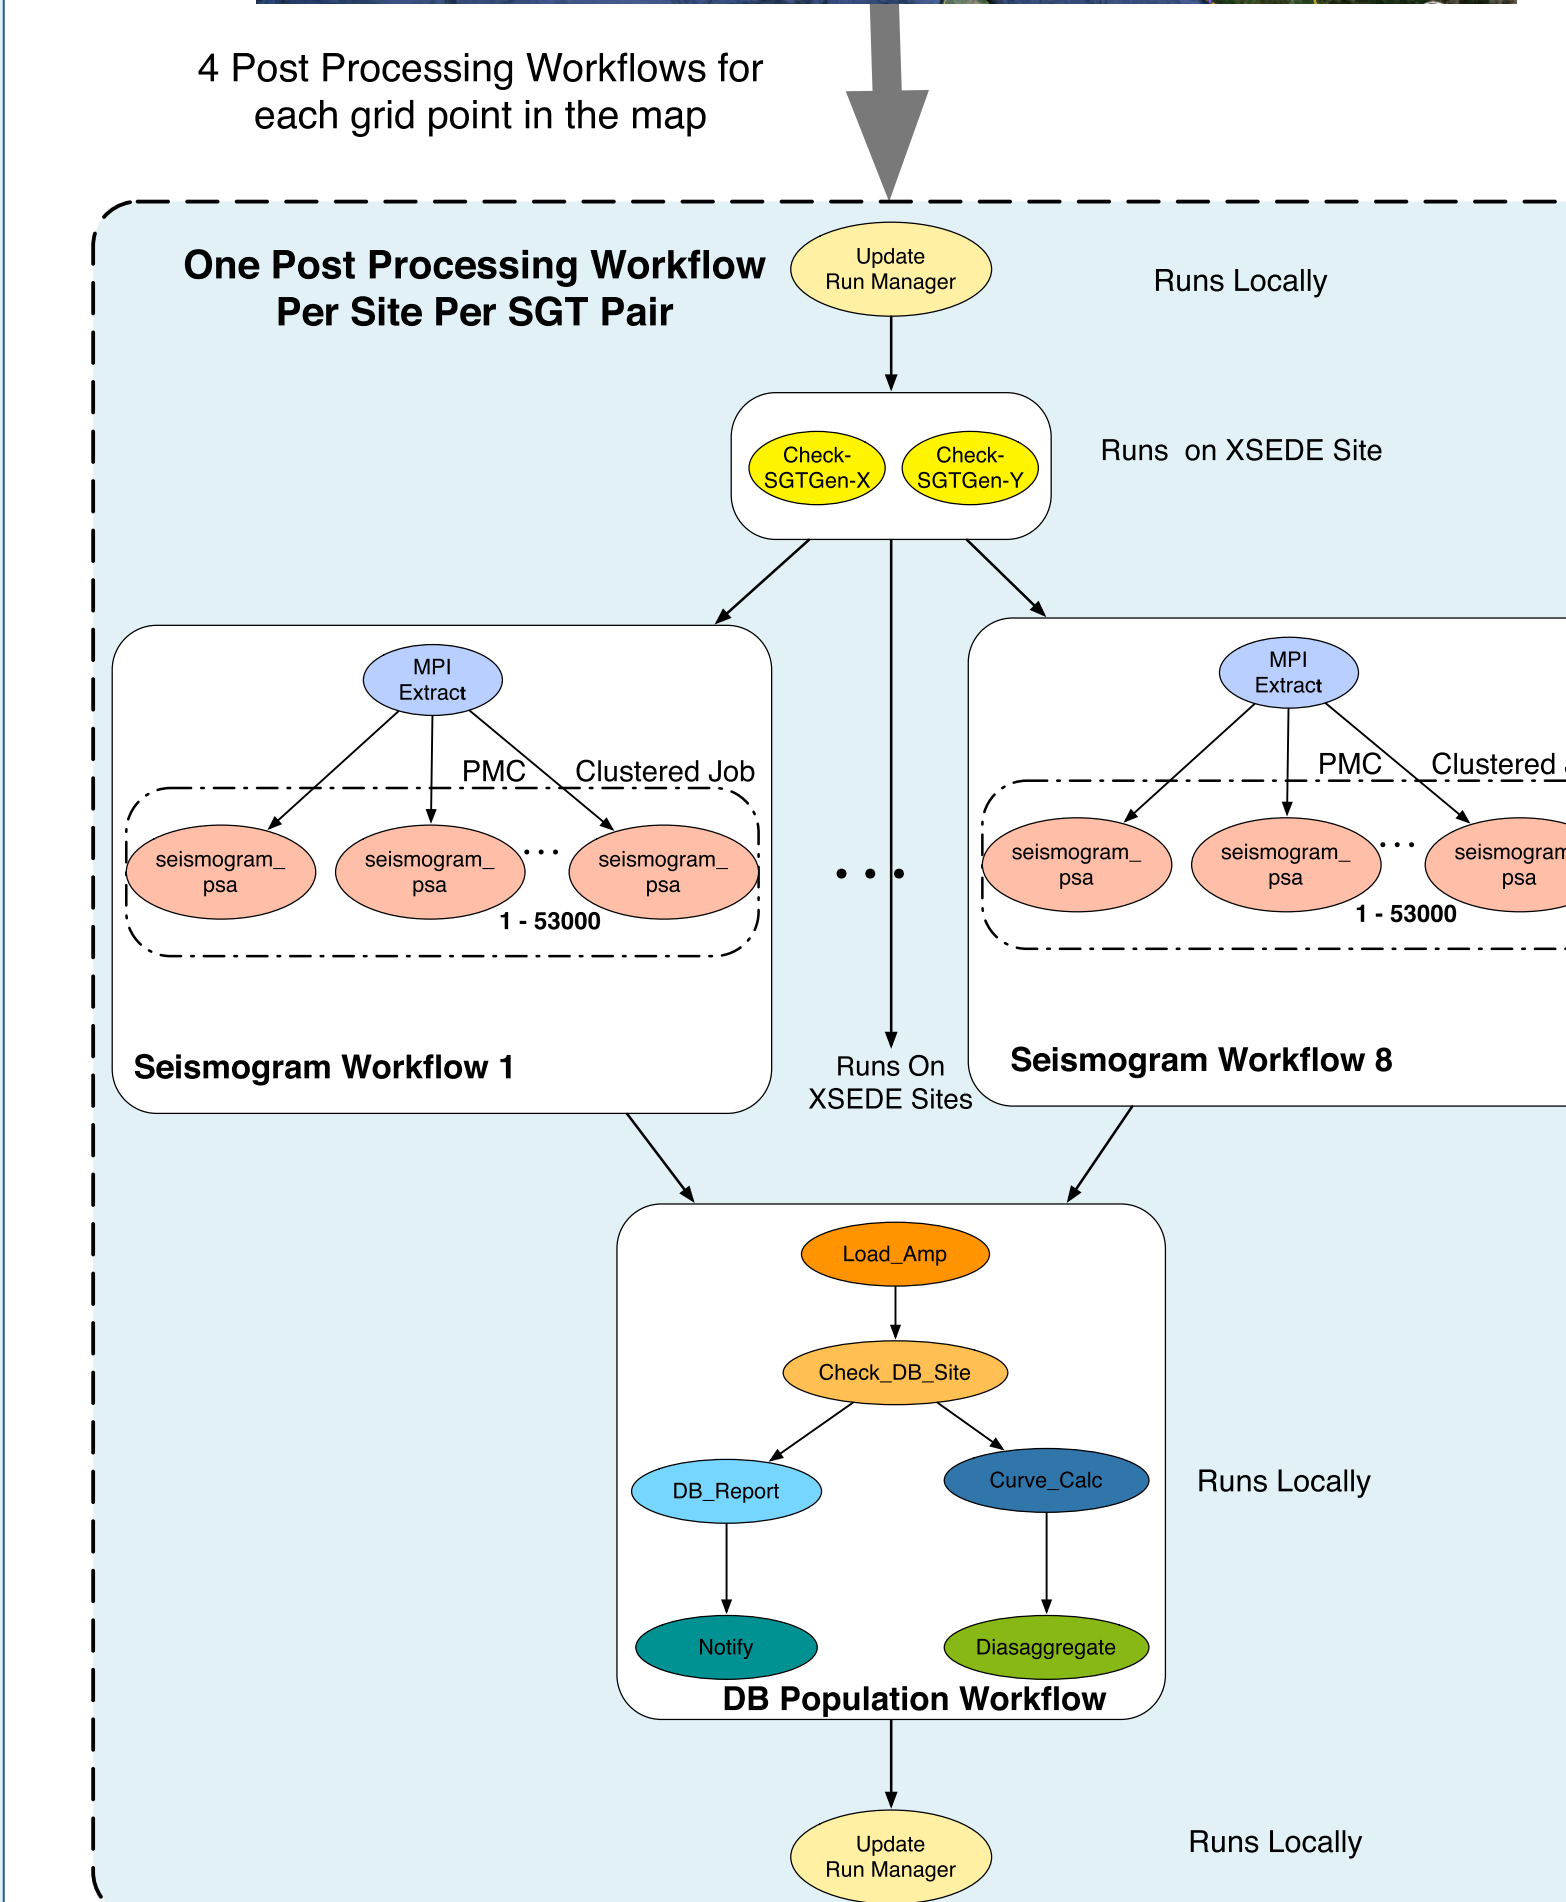 4 Post Processing Workflows for
each grid point in the map
One Post Processing Workflow
Per Site Per SGT Pair
Update
Run Manager
Runs Locally
Check-
SGTGen-X
Check-
SGTGen-Y
Runs on XSEDE Site
MPI
Extract
PMC
Clustered Job
seismogram_
psa
seismogram_
psa
...
seismogram_
psa
1 - 53000
Seismogram Workflow 1
...
Runs On
XSEDE Sites
MPI
Extract
PMC
Clustered
seismogram_
psa
seismogram_
psa
...
seismogram
psa
1 - 53000
Seismogram Workflow 8
Load_Amp
Check_DB_Site
DB_Report
Curve_Calc
Runs Locally
Notify
Diasaggregate
DB Population Workflow
Update
Run Manager
Runs Locally